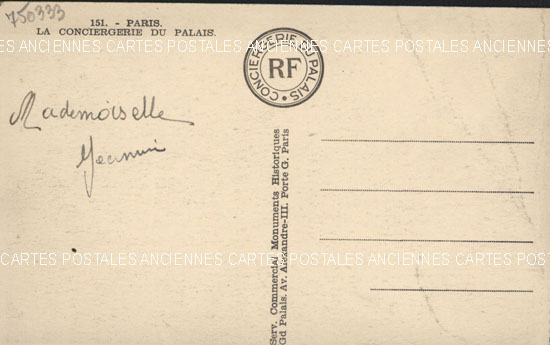 750333
151. - PARIS.
LA CONCIERGERIE DU PALAIS.
CARTES POSTALES ANCIENNES CARTES POSTALES ANCIENNES CARTES POSTALES
CONCIERGERIE DU PALAIS
RF
Mademoiselle
Serv. Commercial Monuments Historiques
Gd Palais. Av. Alexandre-III. Porte G. Paris
CARTES POSTALES ANCIENNES CARTES POSTALES ANCIENNES CARTES POSTALES